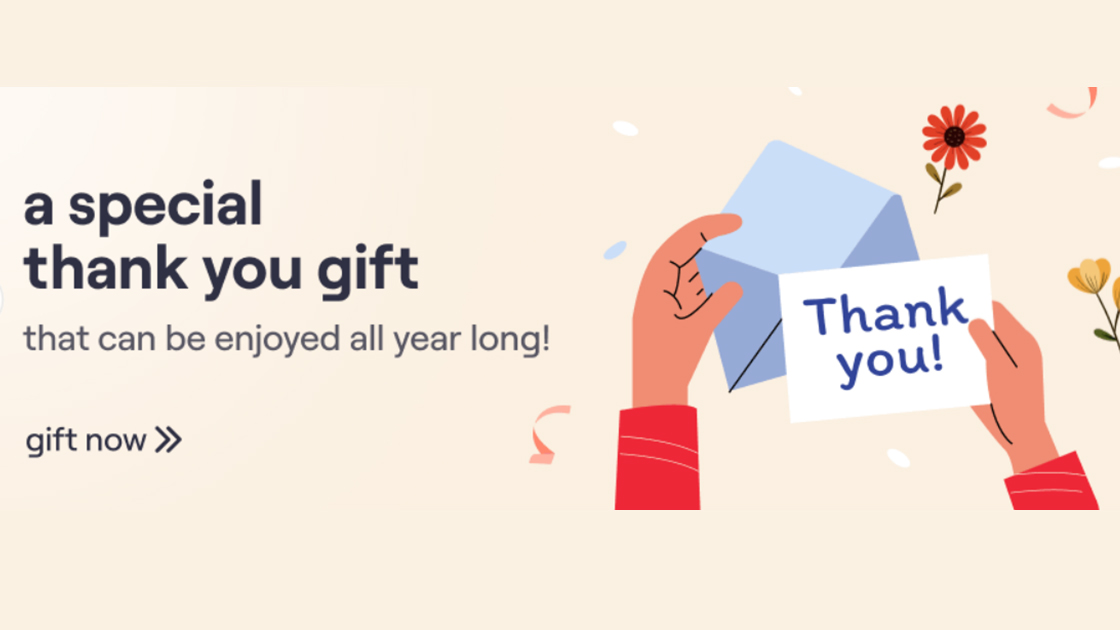 a special
thank you gift
that can be enjoyed all year long!
gift now
Thank
you!